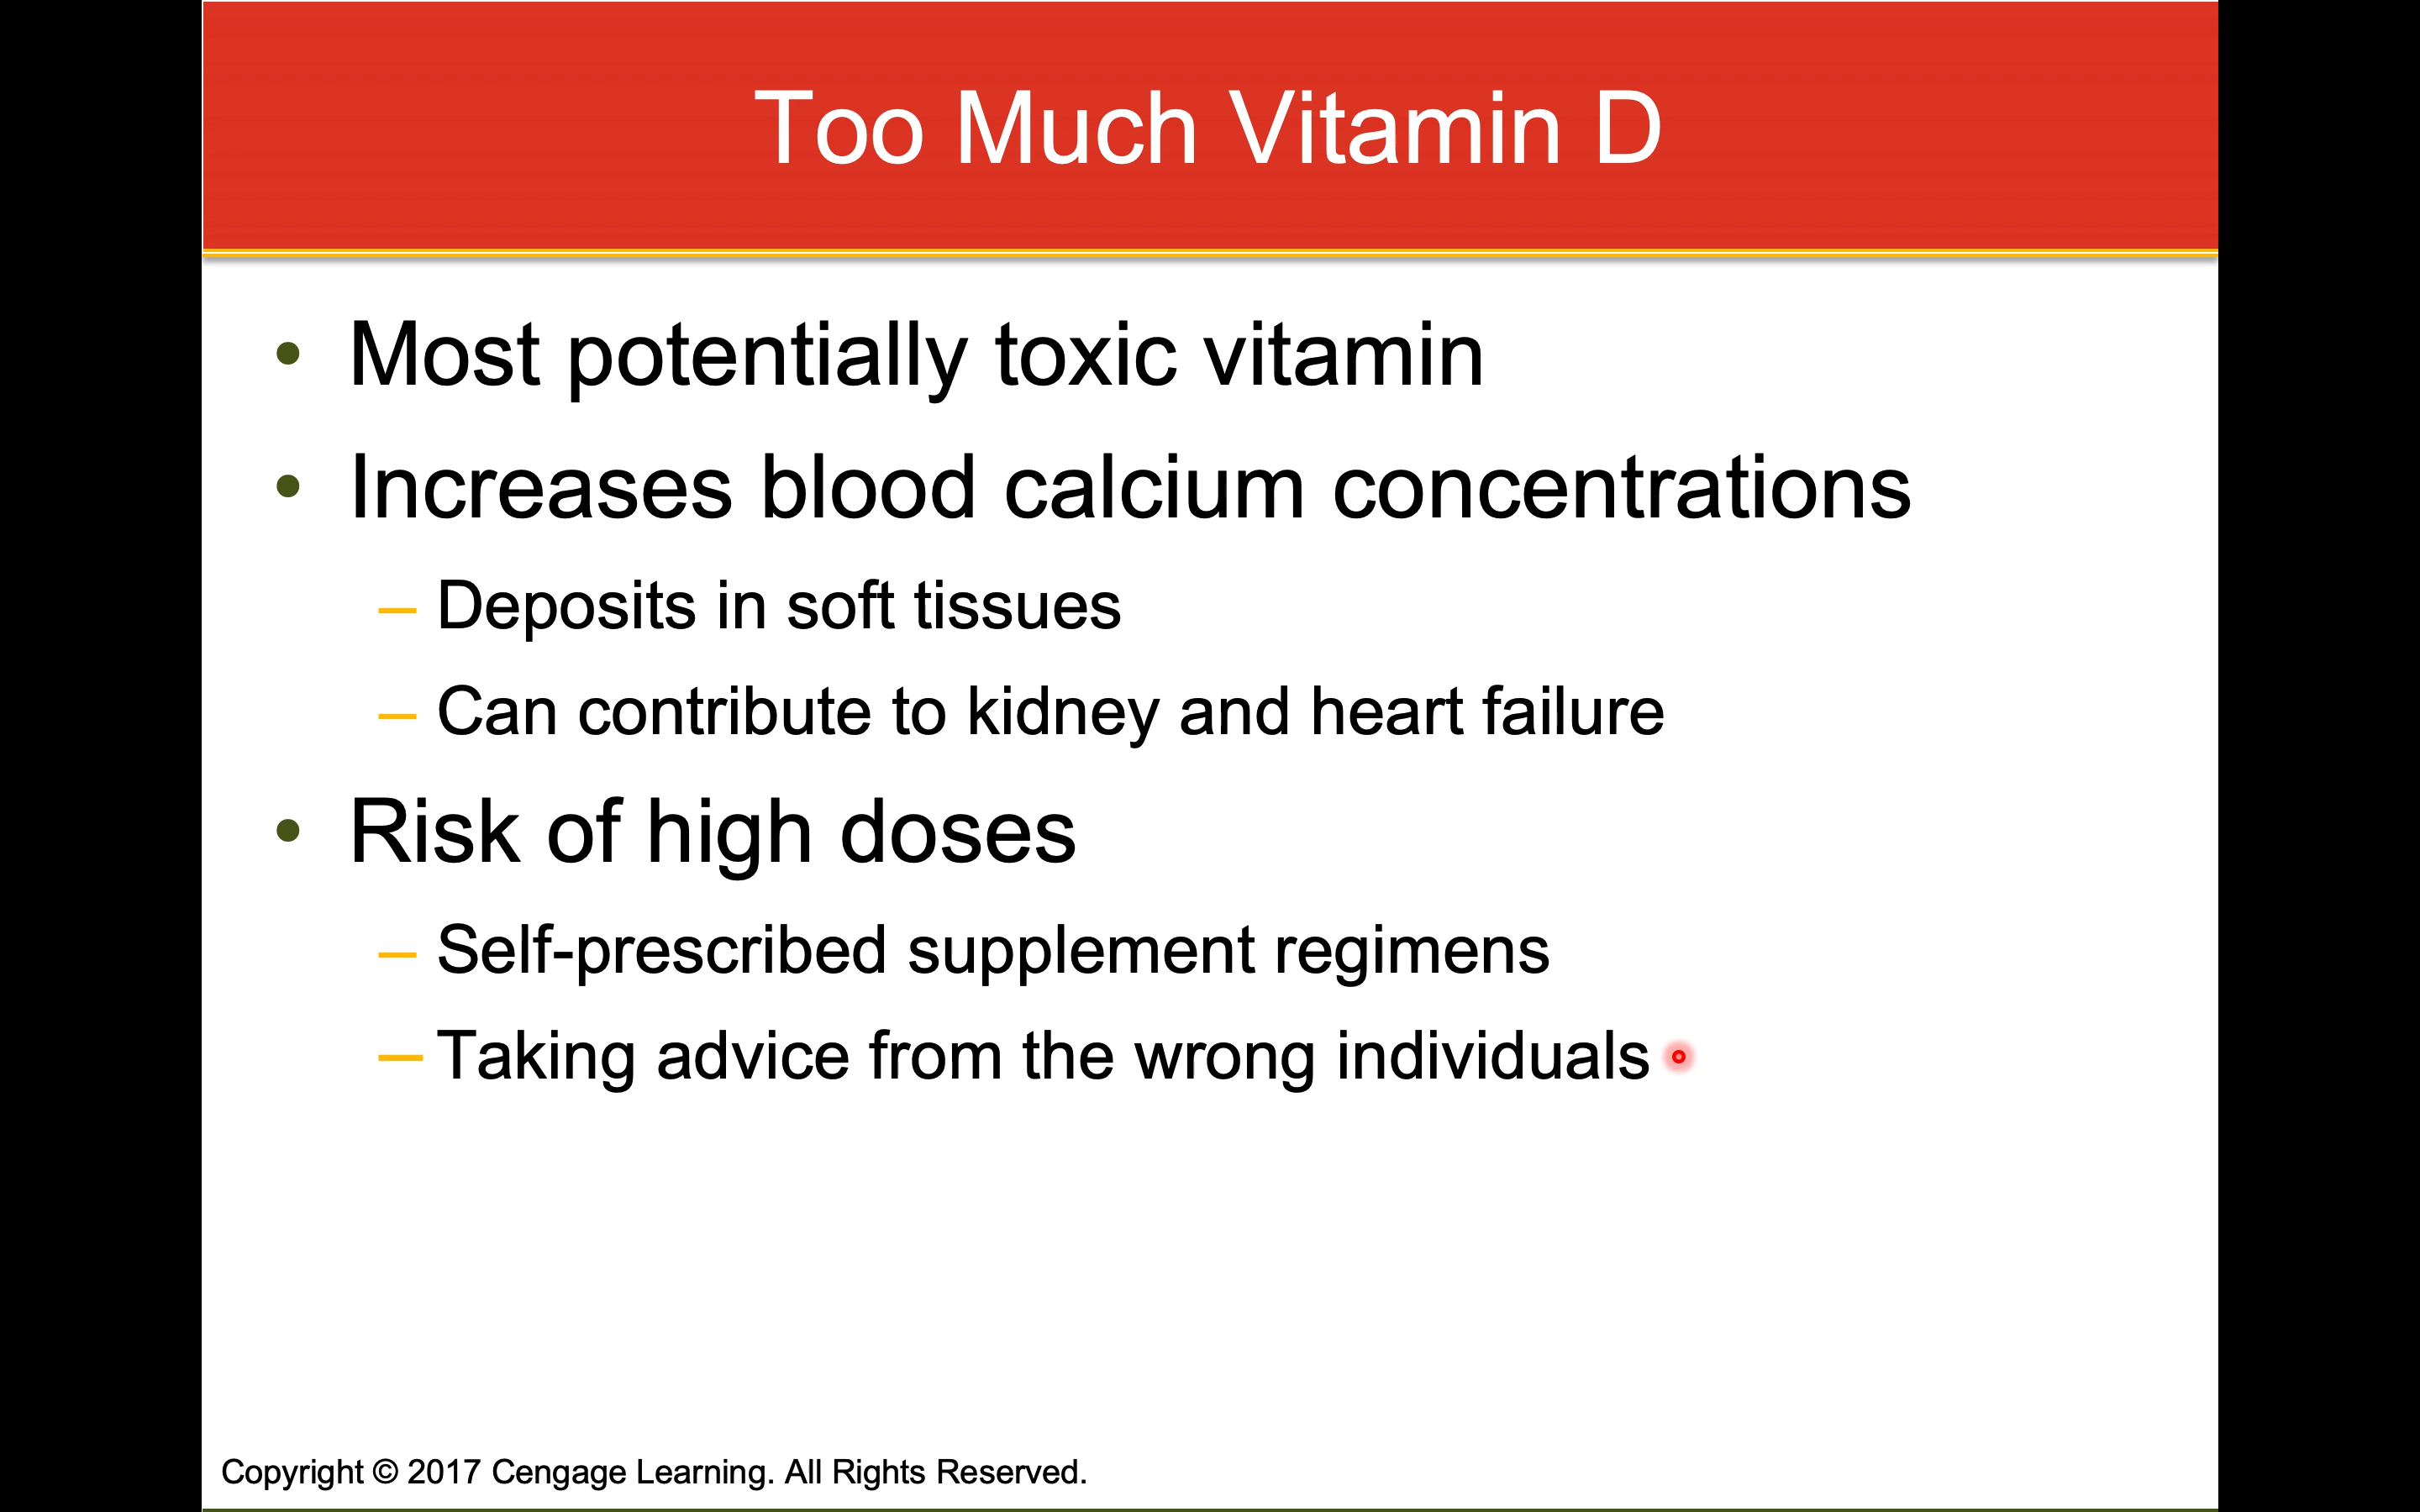 Too Much Vitamin D
• Most potentially toxic vitamin
• Increases blood calcium concentrations
– Deposits in soft tissues
– Can contribute to kidney and heart failure
• Risk of high doses
– Self-prescribed supplement regimens
– Taking advice from the wrong individuals
Copyright © 2017 Cengage Learning. All Rights Reserved.